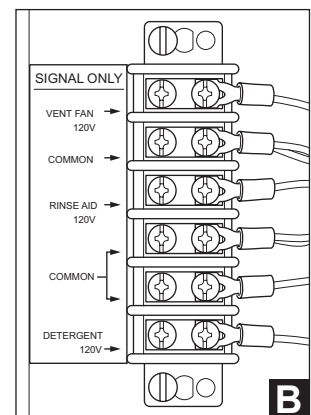 SIGNAL ONLY
VENT FAN
120V
COMMON
RINSE AID
120V
COMMON
DETERGENT
120V
B